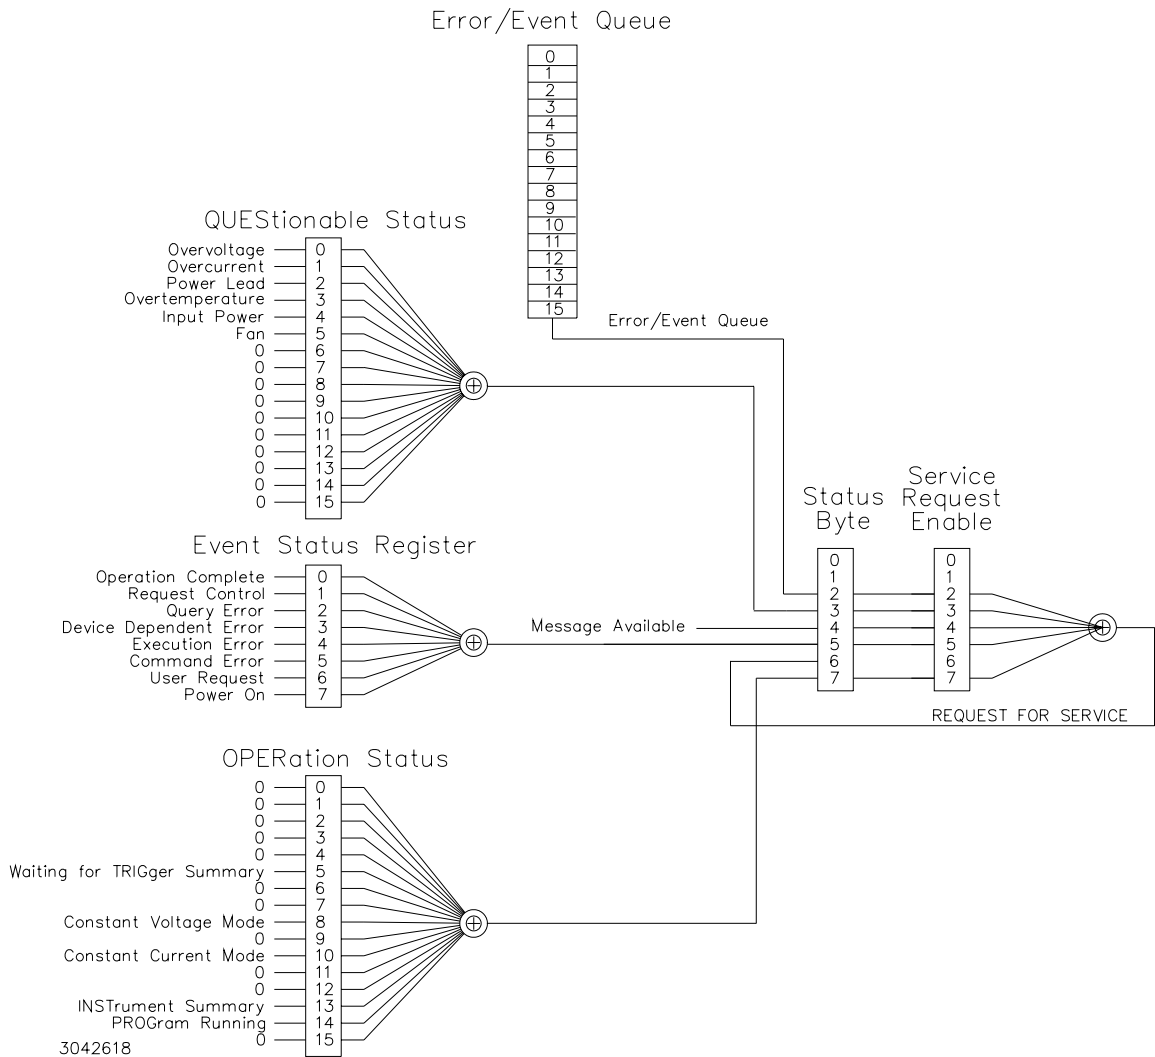 Error/Event Queue
0
1
2
3
4
5
6
7
8
9
10
11
12
13
14
15
Error/Event Queue
QUEStionable Status
Overvoltage 0
Overcurrent 1
Power Lead 2
Overtemperature 3
Input Power 4
Fan 5
0 6
0 7
0 8
0 9
0 10
0 11
0 12
0 13
0 14
0 15
Event Status Register
Operation Complete 0
Request Control 1
Query Error 2
Device Dependent Error 3
Execution Error 4
Command Error 5
User Request 6
Power On 7
Message Available
Status
Byte
0
1
2
3
4
5
6
7
Service
Request
Enable
0
1
2
3
4
5
6
7
REQUEST FOR SERVICE
OPERation Status
0 0
0 1
0 2
0 3
0 4
Waiting for TRIGger Summary 5
0 6
0 7
Constant Voltage Mode 8
0 9
Constant Current Mode 10
0 11
0 12
INSTrument Summary 13
PROGram Running 14
0 15
3042618